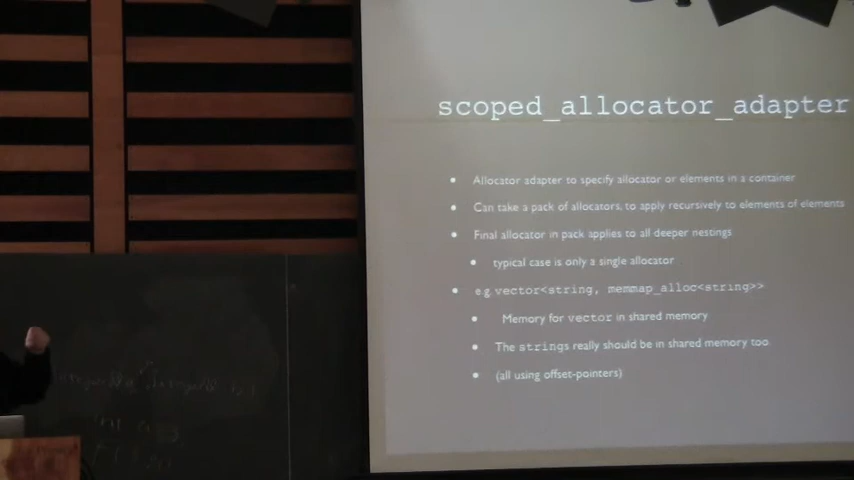 scoped_allocator_adapter
• Allocator adapter to specify allocator or elements in a container
• Can take a pack of allocators, to apply recursively to elements of elements
• Final allocator in pack applies to all deeper nestings
• typical case is only a single allocator
• e.g vector<string, memmap_alloc<string>>
• Memory for vector in shared memory
• The strings really should be in shared memory too
• (all using offset-pointers)